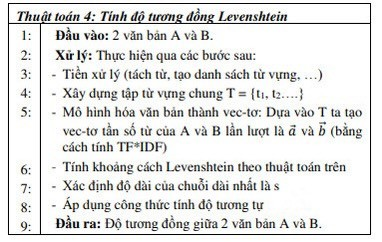 Thuật toán 4: Tính độ tương đồng Levenshtein
1: Đầu vào: 2 văn bản A và B.
2: Xử lý: Thực hiện qua các bước sau:
3: - Tiền xử lý (tách từ, tạo danh sách từ vựng, …)
4: - Xây dựng tập từ vựng chung T = {t₁, t₂….}
5: - Mô hình hóa văn bản thành vec-tơ: Dựa vào T ta tạo
vec-tơ tần số từ của A và B lần lượt là a⃗ và b⃗ (bằng
cách tính TF*IDF)
6: - Tính khoảng cách Levenshtein theo thuật toán trên
7: - Xác định độ dài của chuỗi dài nhất là s
8: - Áp dụng công thức tính độ tương tự
9: Đầu ra: Độ tương đồng giữa 2 văn bản A và B.